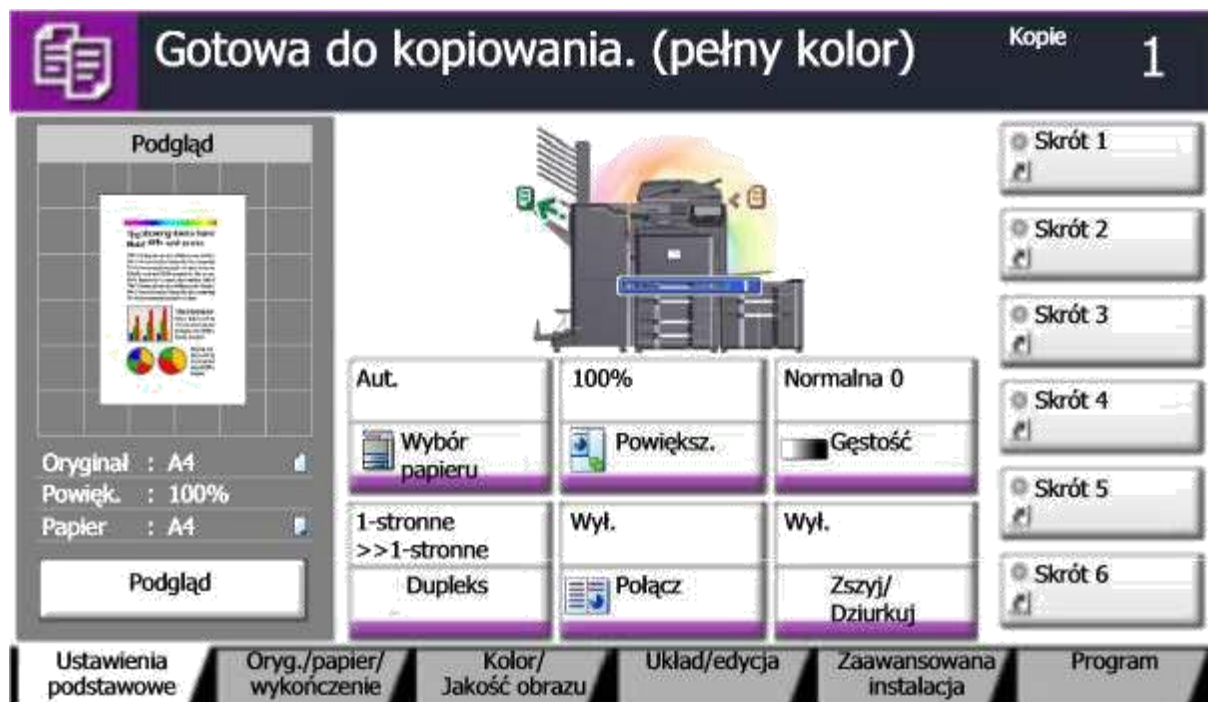 Gotowa do kopiowania. (pełny kolor)
Kopie
1
Podgląd
Oryginał : A4
Powięk. : 100%
Papier : A4
Podgląd
Aut.
Wybór
papieru
100%
Powiększ.
Normalna 0
Gęstość
1-stronne
>>1-stronne
Dupleks
Wył.
Połącz
Wył.
Zszyj/
Dziurkuj
Skrót 1
Skrót 2
Skrót 3
Skrót 4
Skrót 5
Skrót 6
Ustawienia
podstawowe
Oryg./papier/
wykończenie
Kolor/
Jakość obrazu
Układ/edycja
Zaawansowana
instalacja
Program